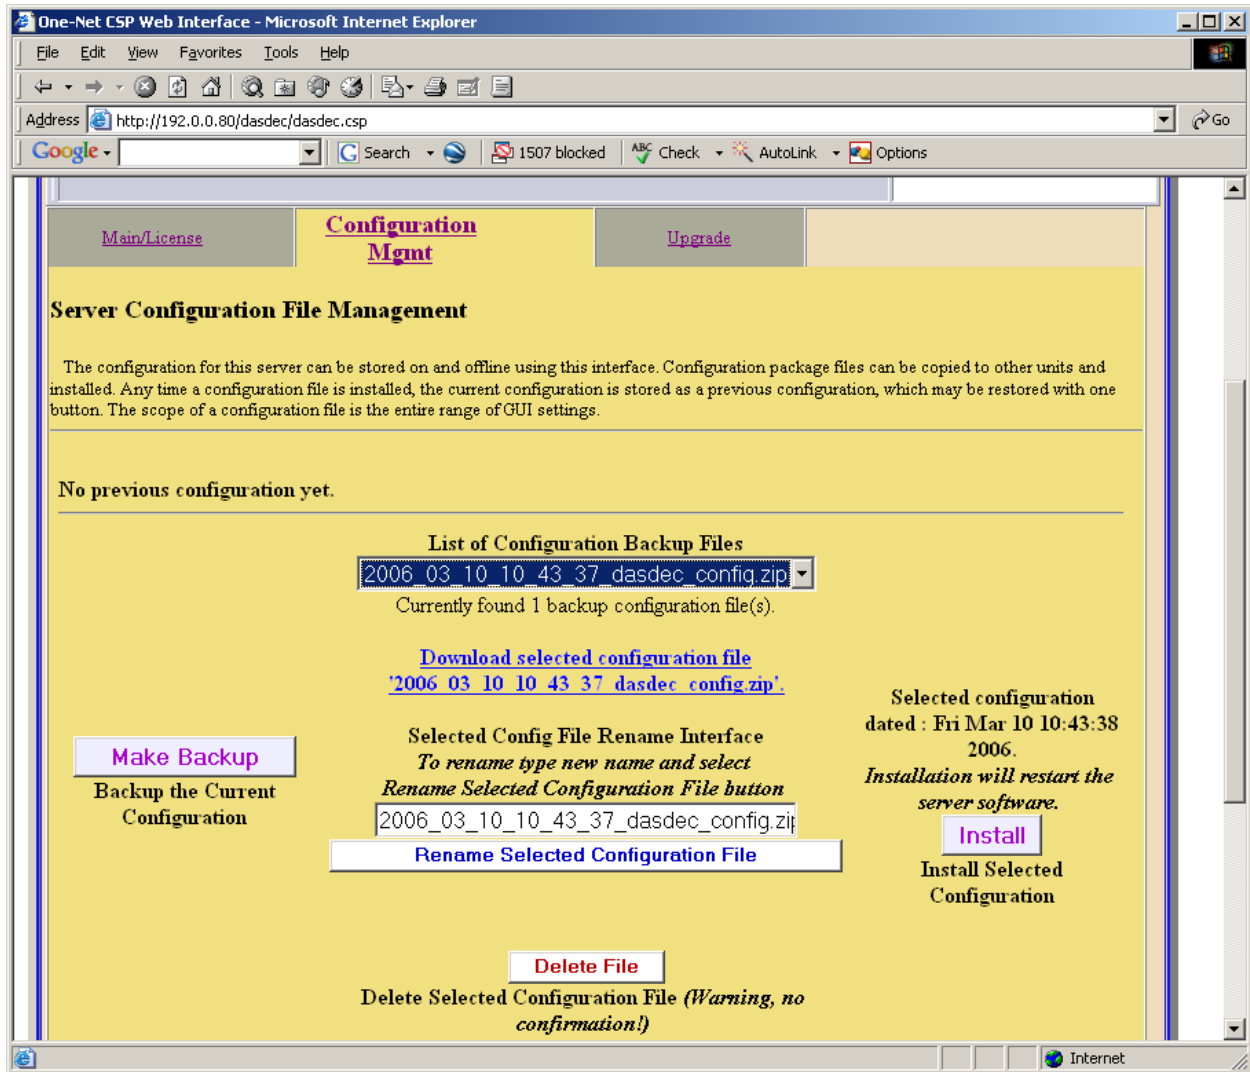 One-Net CSP Web Interface - Microsoft Internet Explorer
File Edit View Favorites Tools Help
Address http://192.0.0.80/dasdec/dasdec.csp Go
Google Search 1507 blocked ABC Check AutoLink Options
Main/License
Configuration
Mgmt
Upgrade
Server Configuration File Management
The configuration for this server can be stored on and offline using this interface. Configuration package files can be copied to other units and
installed. Any time a configuration file is installed, the current configuration is stored as a previous configuration, which may be restored with one
button. The scope of a configuration file is the entire range of GUI settings.
No previous configuration yet.
List of Configuration Backup Files
2006_03_10_10_43_37_dasdec_config.zip
Currently found 1 backup configuration file(s).
Download selected configuration file
'2006_03_10_10_43_37_dasdec_config.zip'.
Make Backup
Backup the Current
Configuration
Selected Config File Rename Interface
To rename type new name and select
Rename Selected Configuration File button
2006_03_10_10_43_37_dasdec_config.zip
Rename Selected Configuration File
Selected configuration
dated : Fri Mar 10 10:43:38
2006.
Installation will restart the
server software.
Install
Install Selected
Configuration
Delete File
Delete Selected Configuration File (Warning, no
confirmation!)
Internet